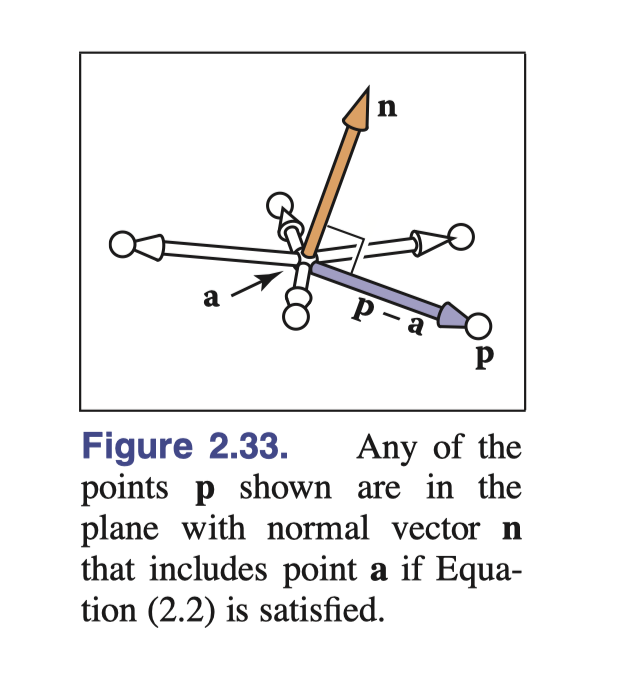 n
a
p – a
p
Figure 2.33. Any of the
points p shown are in the
plane with normal vector n
that includes point a if Equa-
tion (2.2) is satisfied.